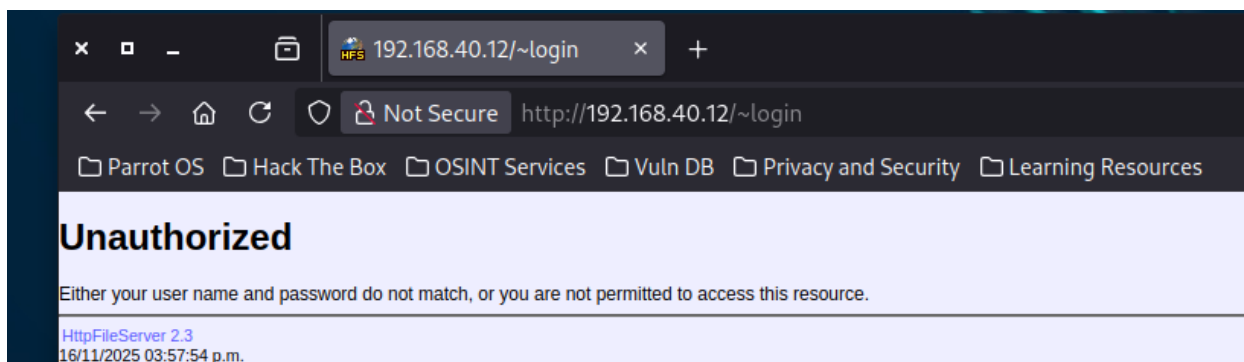 HFS 192.168.40.12/~login
Not Secure http://192.168.40.12/~login
Parrot OS Hack The Box OSINT Services Vuln DB Privacy and Security Learning Resources
Unauthorized
Either your user name and password do not match, or you are not permitted to access this resource.
HttpFileServer 2.3
16/11/2025 03:57:54 p.m.